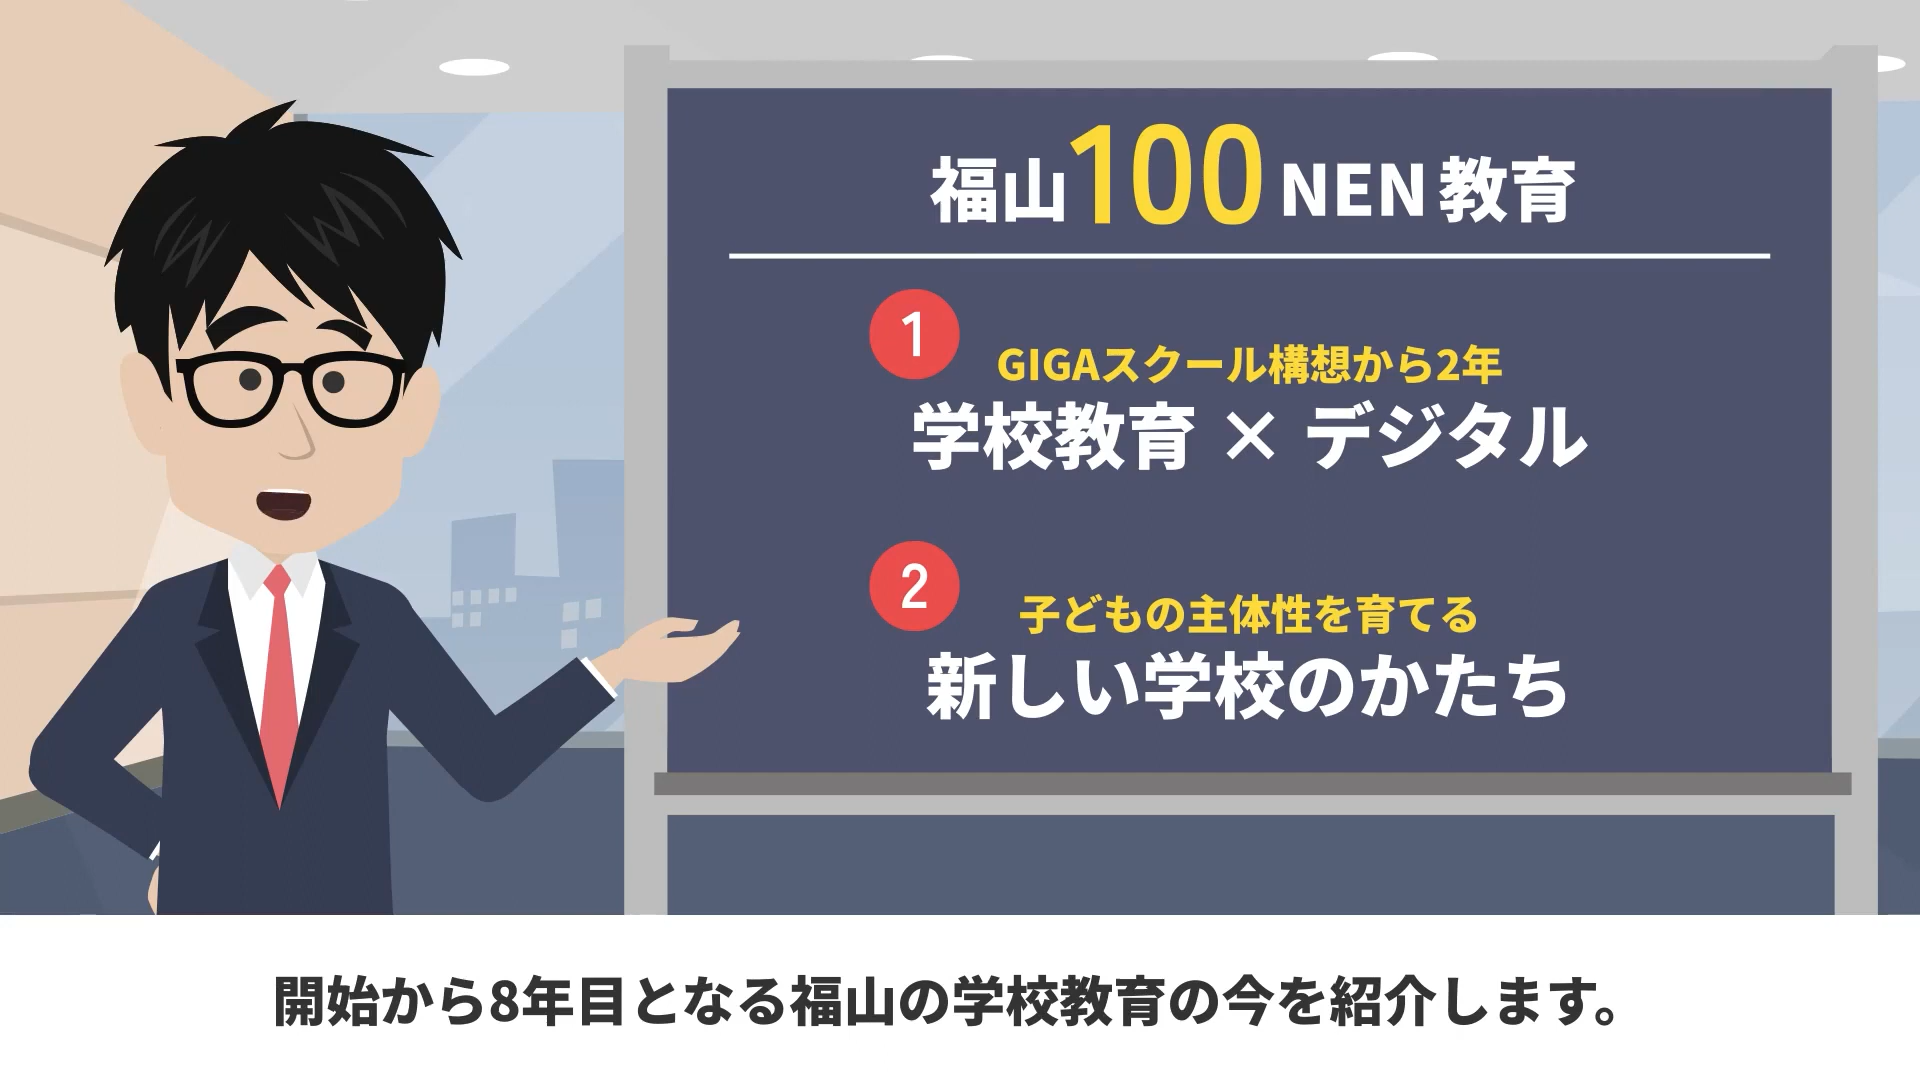 福山100 NEN 教育
1
GIGAスクール構想から2年
学校教育 × デジタル
2
子どもの主体性を育てる
新しい学校のかたち
開始から8年目となる福山の学校教育の今を紹介します。